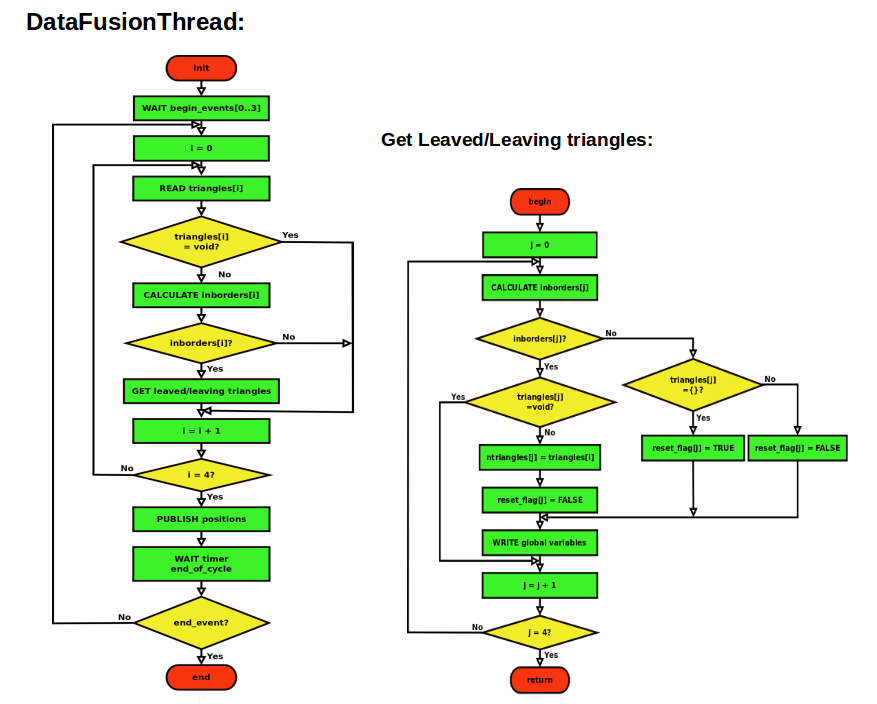 DataFusionThread:
init
WAIT begin_events[0..3]
i = 0
READ triangles[i]
triangles[i]
= void?
Yes
No
CALCULATE inborders[i]
inborders[i]?
No
Yes
GET leaved/leaving triangles
i = i + 1
i = 4?
No
Yes
PUBLISH positions
WAIT timer
end_of_cycle
end_event?
No
Yes
end
Get Leaved/Leaving triangles:
begin
j = 0
CALCULATE inborders[j]
inborders[j]?
No
Yes
triangles[j]
=void?
Yes
No
triangles[j]
={}?
No
Yes
reset_flag[j] = TRUE
reset_flag[j] = FALSE
ntriangles[j] = triangles[i]
reset_flag[j] = FALSE
WRITE global variables
j = j + 1
j = 4?
No
Yes
return